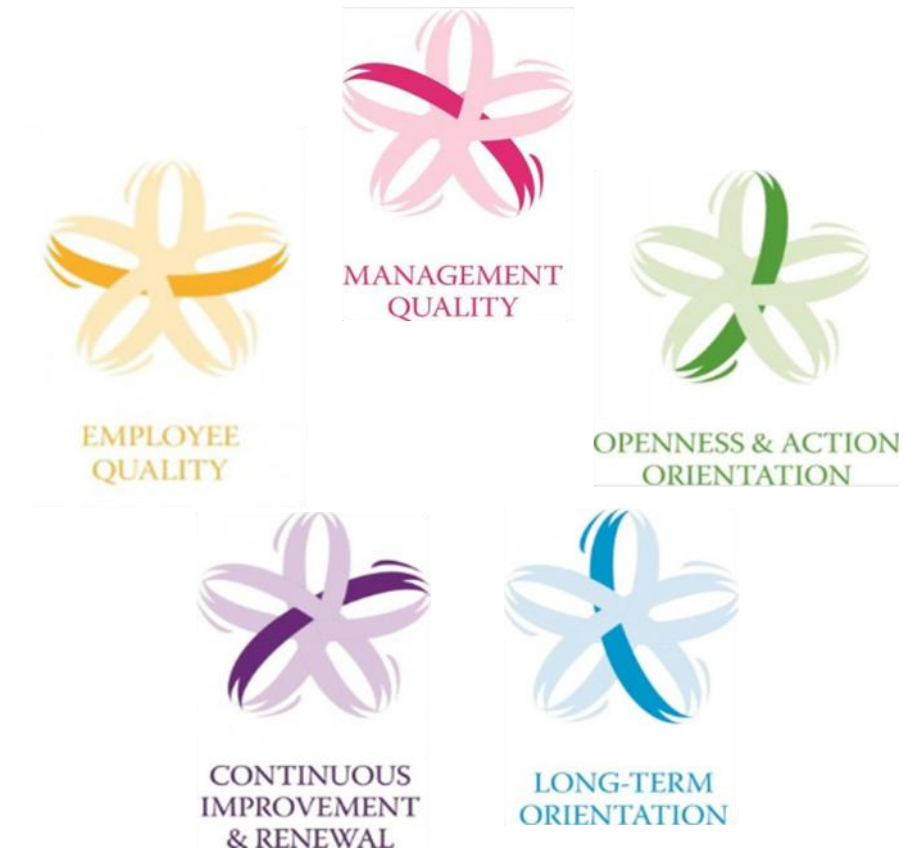 MANAGEMENT
QUALITY
EMPLOYEE
QUALITY
OPENNESS & ACTION
ORIENTATION
CONTINUOUS
IMPROVEMENT
& RENEWAL
LONG-TERM
ORIENTATION